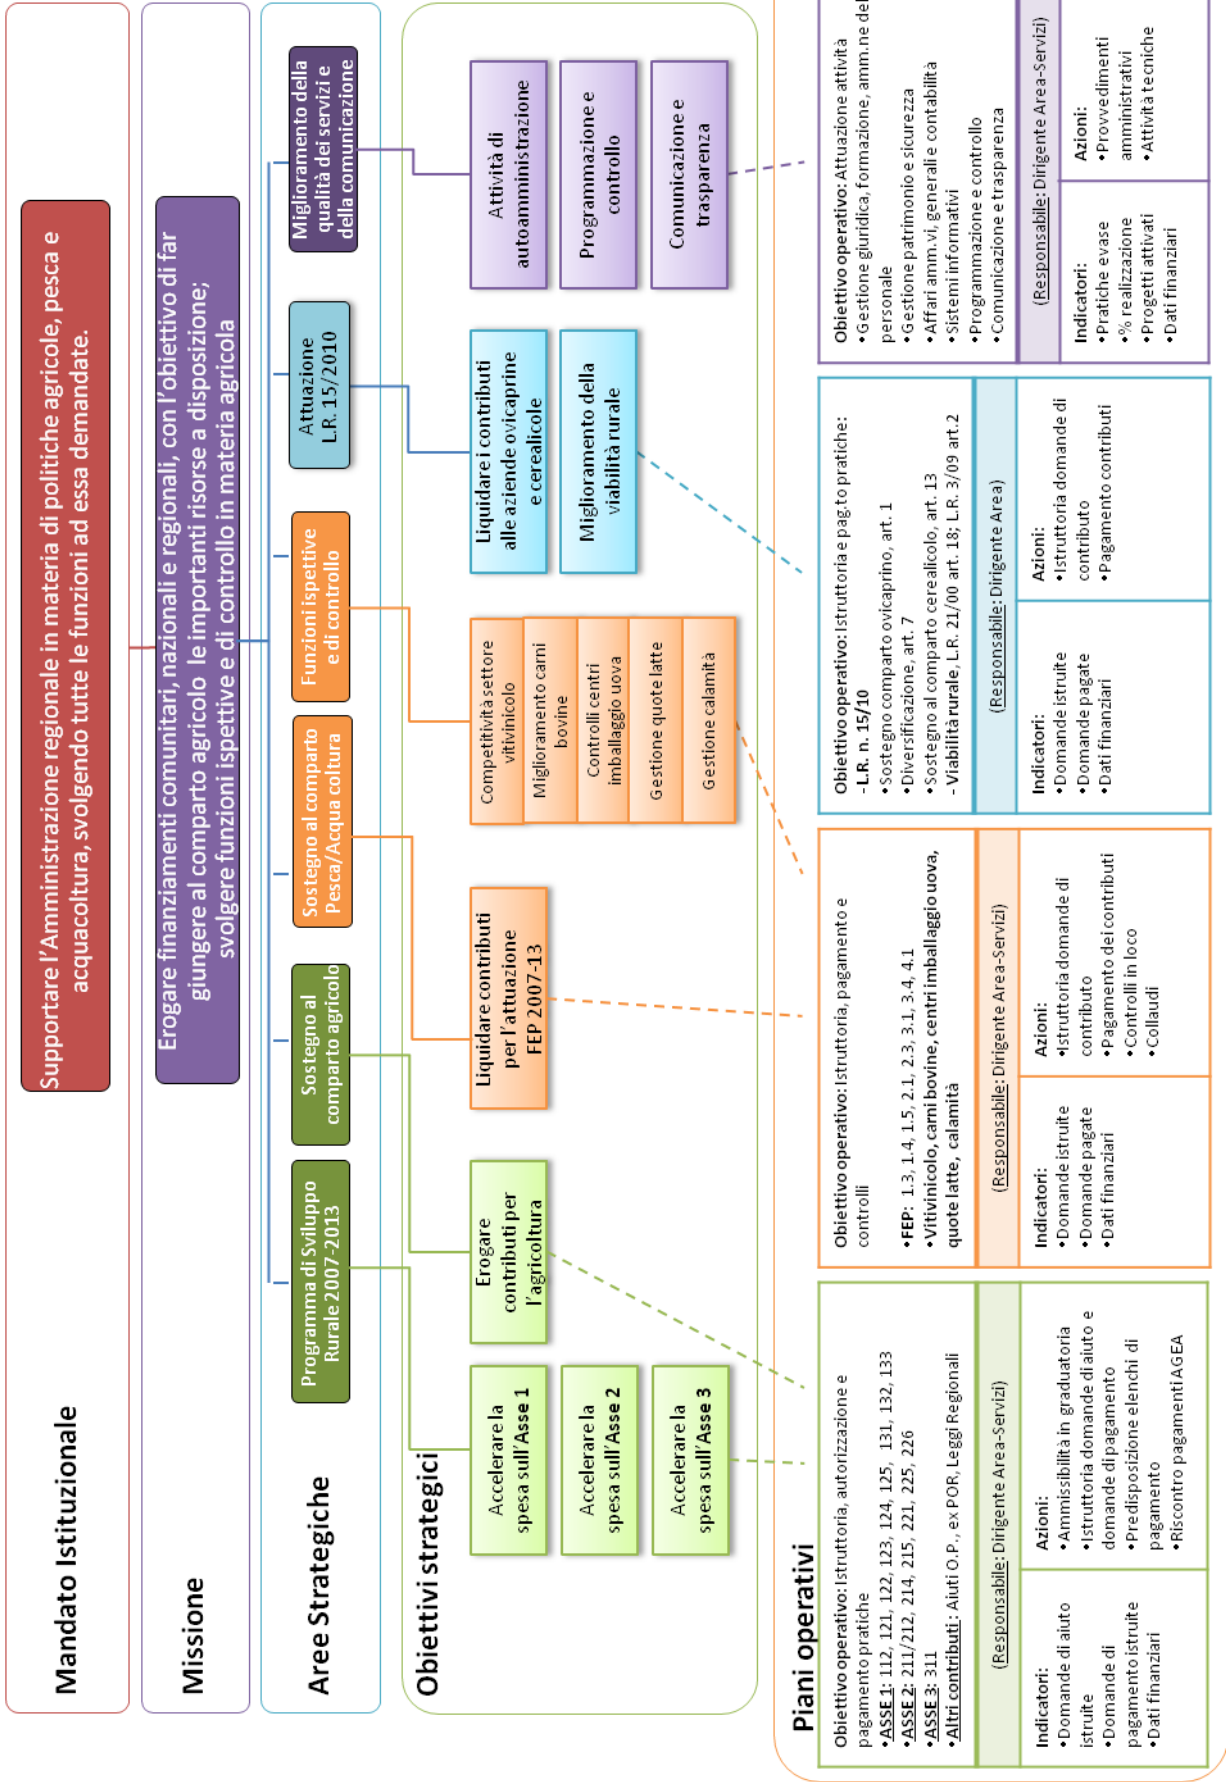 Mandato Istituzionale
Supportare l'Amministrazione regionale in materia di politiche agricole, pesca e
acquacoltura, svolgendo tutte le funzioni ad essa demandate.
Missione
Erogare finanziamenti comunitari, nazionali e regionali, con l'obiettivo di far
giungere al comparto agricolo le importanti risorse a disposizione;
svolgere funzioni ispettive e di controllo in materia agricola
Aree Strategiche
Programma di Sviluppo
Rurale 2007-2013
Sostegno al
comparto agricolo
Sostegno al comparto
Pesca/Acqua coltura
Funzioni ispettive
e di controllo
Attuazione
L.R. 15/2010
Miglioramento della
qualità dei servizi e
della comunicazione
Obiettivi strategici
Accelerare la
spesa sull'Asse 1
Accelerare la
spesa sull'Asse 2
Accelerare la
spesa sull'Asse 3
Erogare
contributi per
l'agricoltura
Liquidare contributi
per l'attuazione
FEP 2007-13
Competitività settore
vitivinicolo
Miglioramento carni
bovine
Controlli centri
imballaggio uova
Gestione quote latte
Gestione calamità
Liquidare i contributi
alle aziende ovicaprine
e cerealicole
Miglioramento della
viabilità rurale
Attività di
autoamministrazione
Programmazione e
controllo
Comunicazione e
trasparenza
Piani operativi
Obiettivo operativo: Istruttoria, autorizzazione e
pagamento pratiche
•ASSE 1: 112, 121, 122, 123, 124, 125, 131, 132, 133
•ASSE 2: 211/212, 214, 215, 221, 225, 226
•ASSE 3: 311
•Altri contributi : Aiuti O.P., ex POR, Leggi Regionali
(Responsabile: Dirigente Area-Servizi)
Indicatori:
•Domande di aiuto
istruite
•Domande di
pagamento istruite
•Dati finanziari
Azioni:
•Ammissibilità in graduatoria
•Istruttoria domande di aiuto e
domande di pagamento
•Predisposizione elenchi di
pagamento
•Riscontro pagamenti AGEA
Obiettivo operativo: Istruttoria, pagamento e
controlli
•FEP: 1.3, 1.4, 1.5, 2.1, 2.3, 3.1, 3.4, 4.1
•Vitivinicolo, carni bovine, centri imballaggio uova,
quote latte, calamità
(Responsabile: Dirigente Area-Servizi)
Indicatori:
•Domande istruite
•Domande pagate
•Dati finanziari
Azioni:
•Istruttoria domande di
contributo
•Pagamento dei contributi
•Controlli in loco
•Collaudi
Obiettivo operativo: Istruttoria e pag.to pratiche:
- L.R. n. 15/10
•Sostegno comparto ovicaprino, art. 1
•Diversificazione, art. 7
•Sostegno al comparto cerealicolo, art. 13
- Viabilità rurale, L.R. 21/00 art. 18; L.R. 3/09 art.2
(Responsabile: Dirigente Area)
Indicatori:
•Domande istruite
•Domande pagate
•Dati finanziari
Azioni:
•Istruttoria domande di
contributo
•Pagamento contributi
Obiettivo operativo: Attuazione attività
•Gestione giuridica, formazione, amm.ne del
personale
•Gestione patrimonio e sicurezza
•Affari amm.vi, generali e contabilità
•Sistemi informativi
•Programmazione e controllo
•Comunicazione e trasparenza
(Responsabile: Dirigente Area-Servizi)
Indicatori:
•Pratiche evase
•% realizzazione
•Progetti attivati
•Dati finanziari
Azioni:
•Provvedimenti
amministrativi
•Attività tecniche